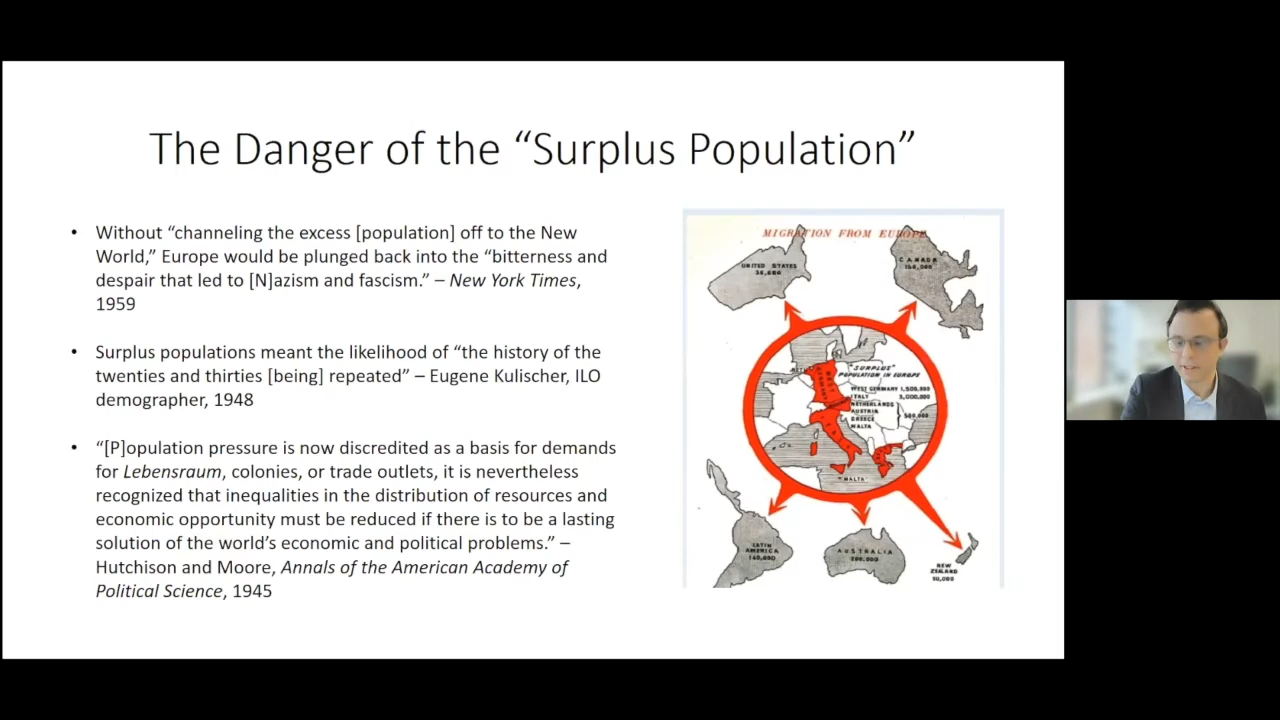 The Danger of the “Surplus Population”
• Without “channeling the excess [population] off to the New
World,” Europe would be plunged back into the “bitterness and
despair that led to [N]azism and fascism.” – New York Times,
1959
• Surplus populations meant the likelihood of “the history of the
twenties and thirties [being] repeated” – Eugene Kulischer, ILO
demographer, 1948
• “[P]opulation pressure is now discredited as a basis for demands
for Lebensraum, colonies, or trade outlets, it is nevertheless
recognized that inequalities in the distribution of resources and
economic opportunity must be reduced if there is to be a lasting
solution of the world’s economic and political problems.” –
Hutchison and Moore, Annals of the American Academy of
Political Science, 1945
MIGRATION FROM EUROPE
UNITED STATES
CANADA
"SURPLUS"
POPULATION IN EUROPE
WEST GERMANY 1,500,000
ITALY 3,000,000
NETHERLANDS
AUSTRIA
GREECE
MALTA
500,000
"MALTA"
LATIN
AMERICA
AUSTRALIA
NEW
ZEALAND